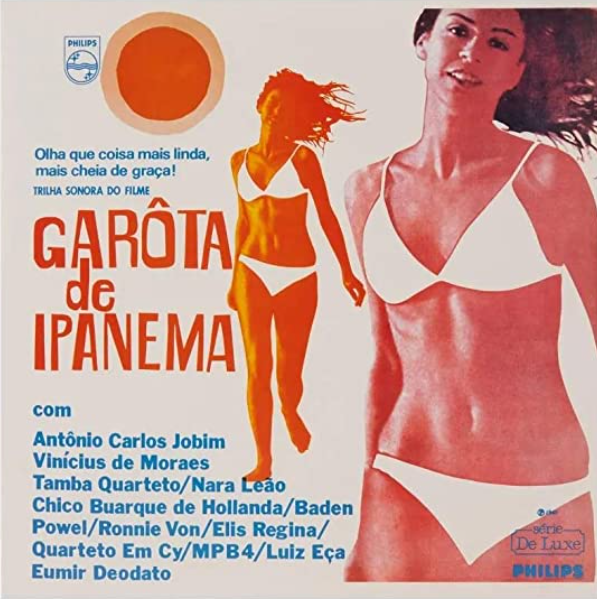 PHILIPS
Olha que coisa mais linda,
mais cheia de graça!
TRILHA SONORA DO FILME
GARÔTA
de
IPANEMA
com
Antônio Carlos Jobim
Vinícius de Moraes
Tamba Quarteto/Nara Leão
Chico Buarque de Hollanda/Baden
Powel/Ronnie Von/Elis Regina/
Quarteto Em Cy/MPB4/Luiz Eça
Eumir Deodato
série
De Luxe
PHILIPS